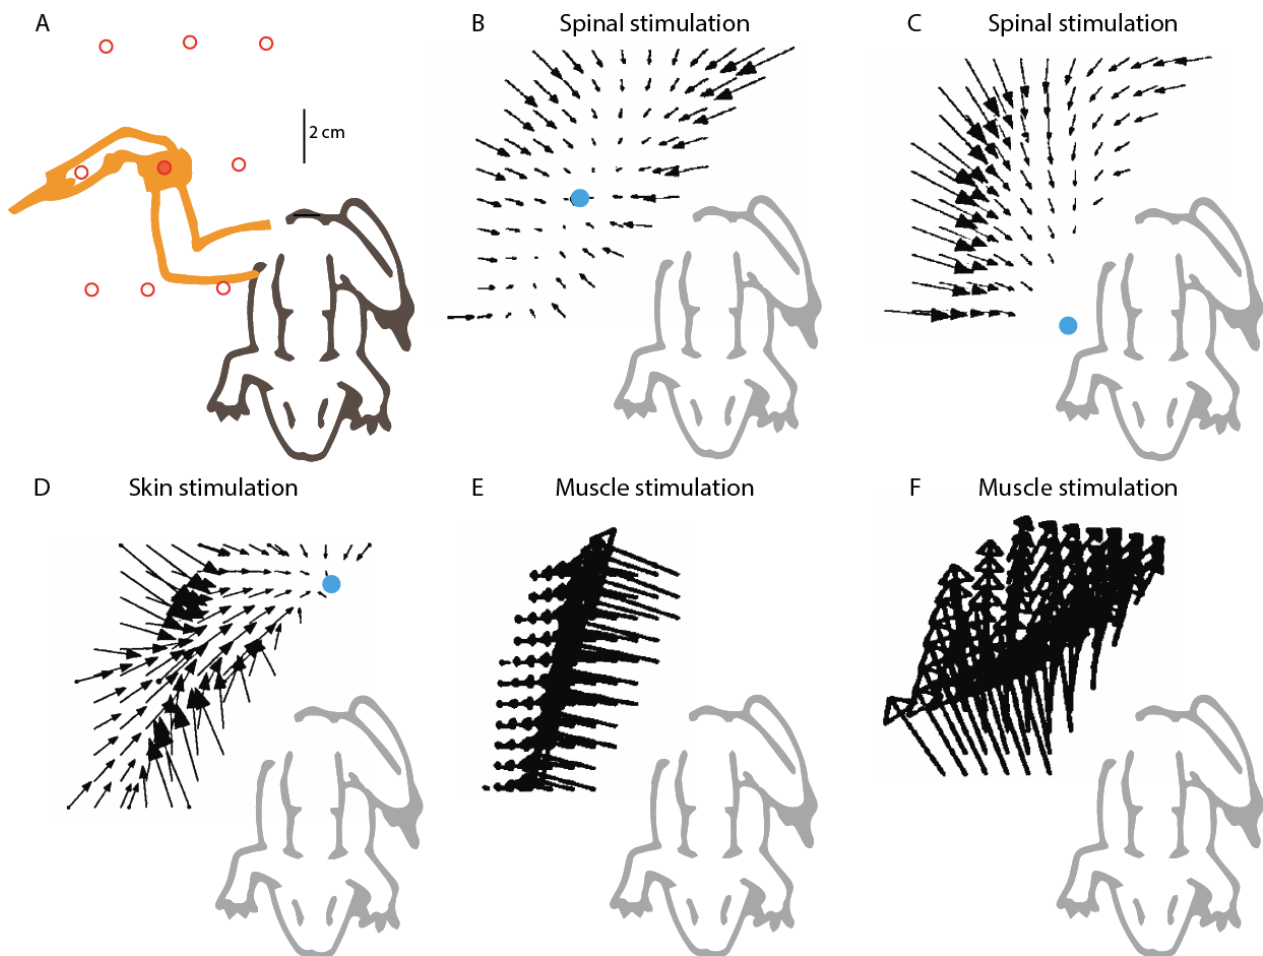 A
2 cm
B Spinal stimulation
C Spinal stimulation
D Skin stimulation
E Muscle stimulation
F Muscle stimulation